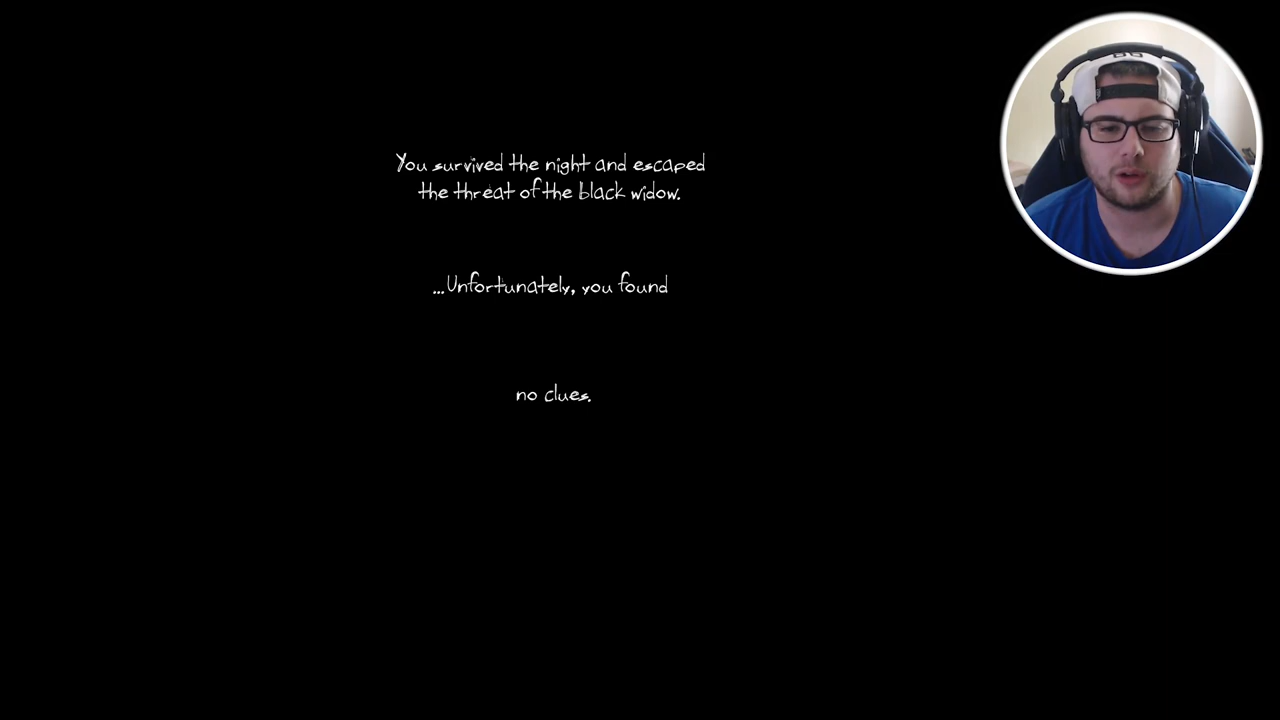 You survived the night and escaped
the threat of the black widow.
...Unfortunately, you found
no clues.